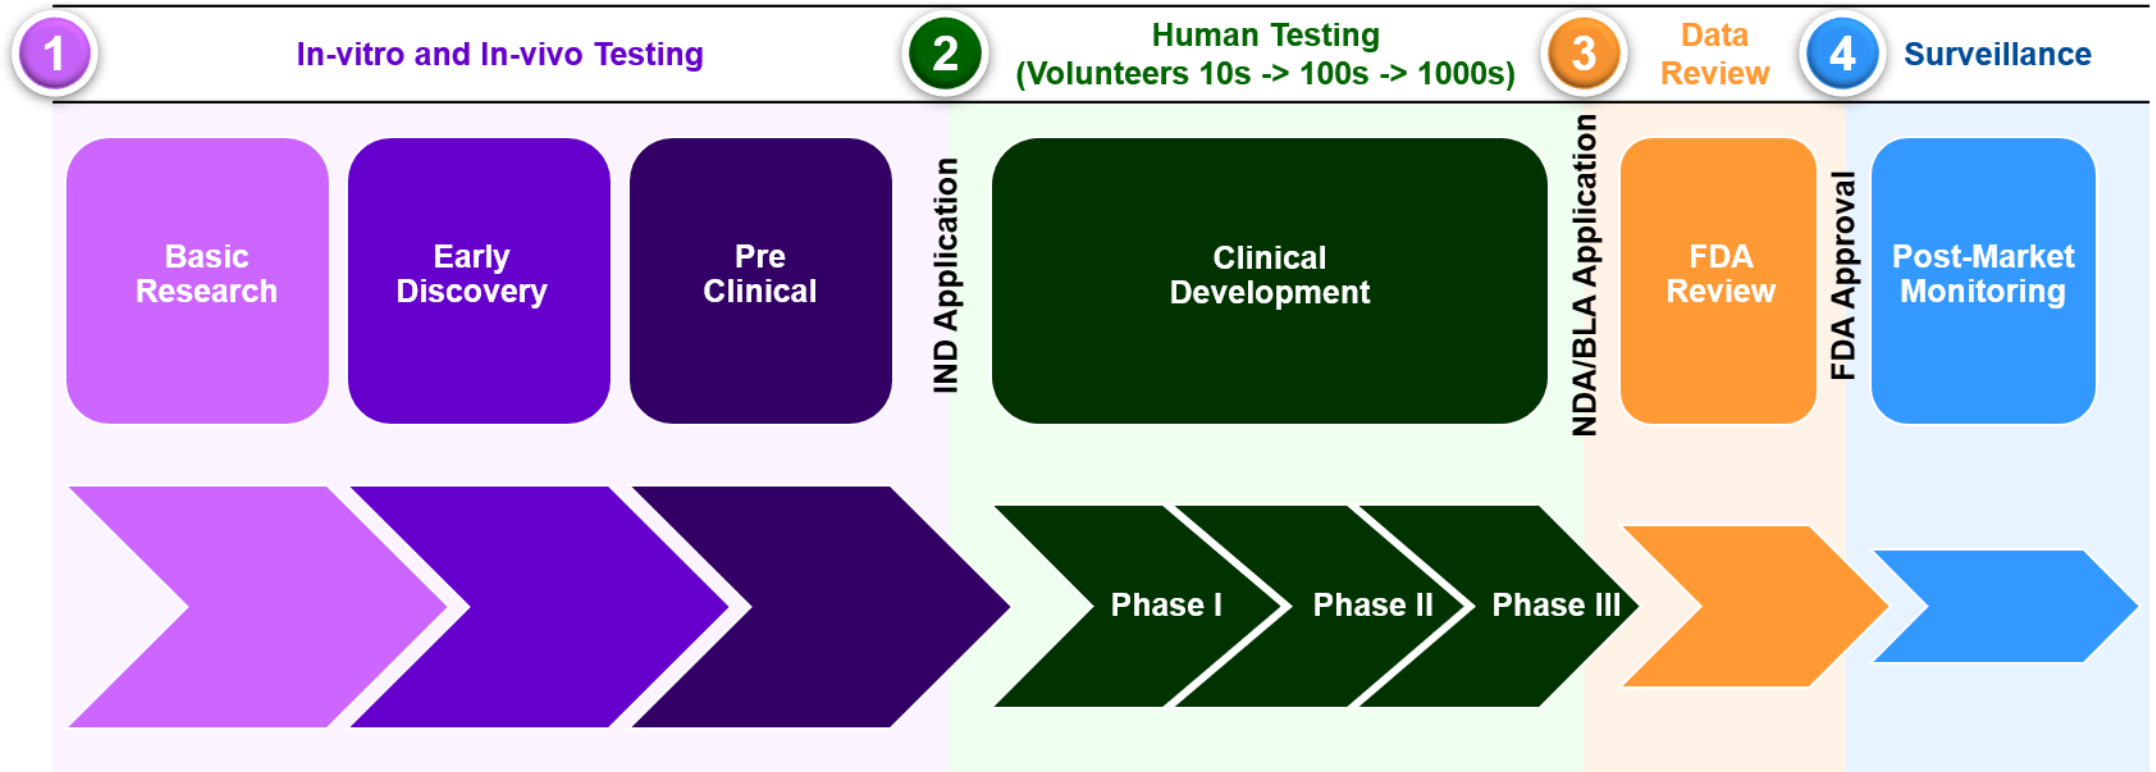 1
In-vitro and In-vivo Testing
2
Human Testing
(Volunteers 10s -> 100s -> 1000s)
3
Data
Review
4
Surveillance
Basic
Research
Early
Discovery
Pre
Clinical
IND Application
Clinical
Development
NDA/BLA Application
FDA
Review
FDA Approval
Post-Market
Monitoring
Phase I
Phase II
Phase III